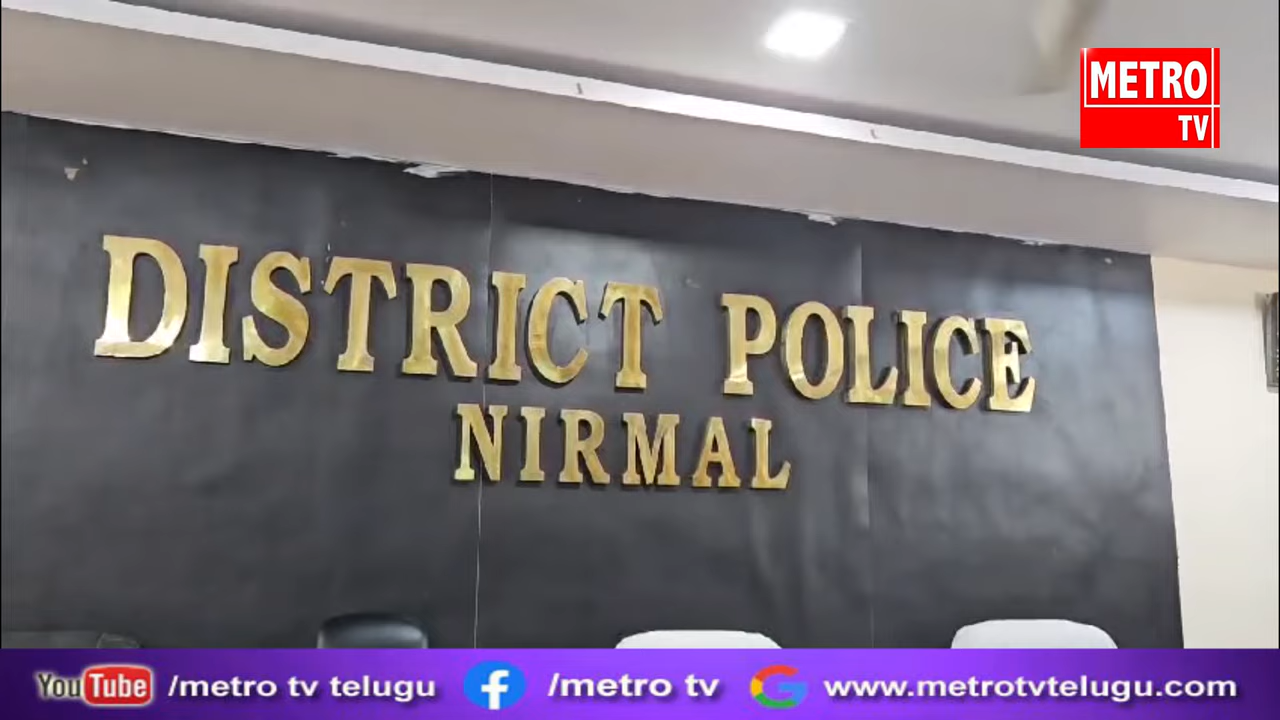 METRO
TV
DISTRICT POLICE
NIRMAL
YouTube /metro tv telugu /metro tv www.metrotvtelugu.com